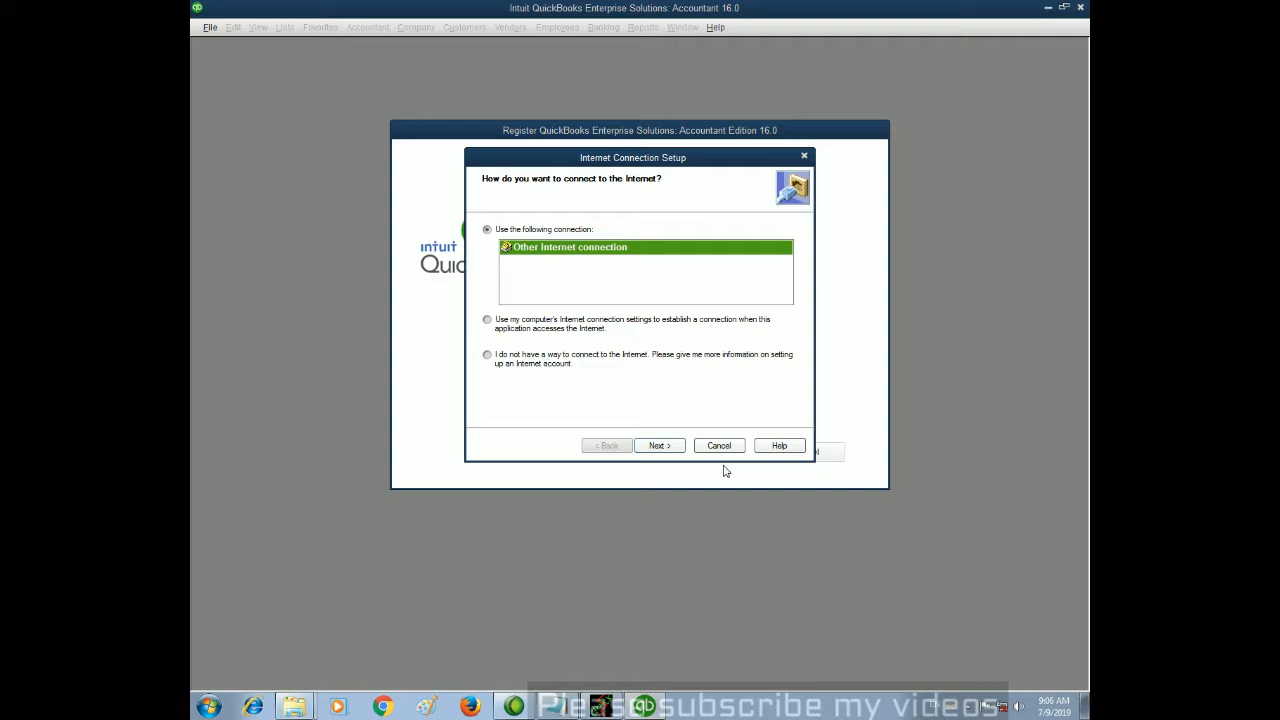 Intuit QuickBooks Enterprise Solutions: Accountant 16.0
File Edit View Lists Favorites Accountant Company Customers Vendors Employees Banking Reports Window Help
Register QuickBooks Enterprise Solutions: Accountant Edition 16.0
Internet Connection Setup
How do you want to connect to the Internet?
Use the following connection:
ıntuıt
Quic
Other Internet connection
Use my computer's Internet connection settings to establish a connection when this
application accesses the Internet.
I do not have a way to connect to the Internet. Please give me more information on setting
up an Internet account.
< Back
Next >
Cancel
Help
Please subscribe my videos
9:06 AM
7/9/2019